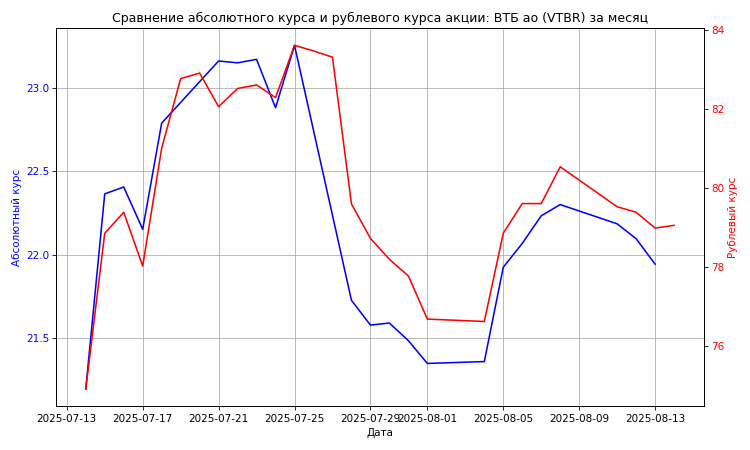 Сравнение абсолютного курса и рублевого курса акции: ВТБ ао (VTBR) за месяц
Абсолютный курс
23.0
22.5
22.0
21.5
84
82
80
78
76
Рублевый курс
2025-07-13 2025-07-17 2025-07-21 2025-07-25 2025-07-29 2025-08-01 2025-08-05 2025-08-09 2025-08-13
Дата